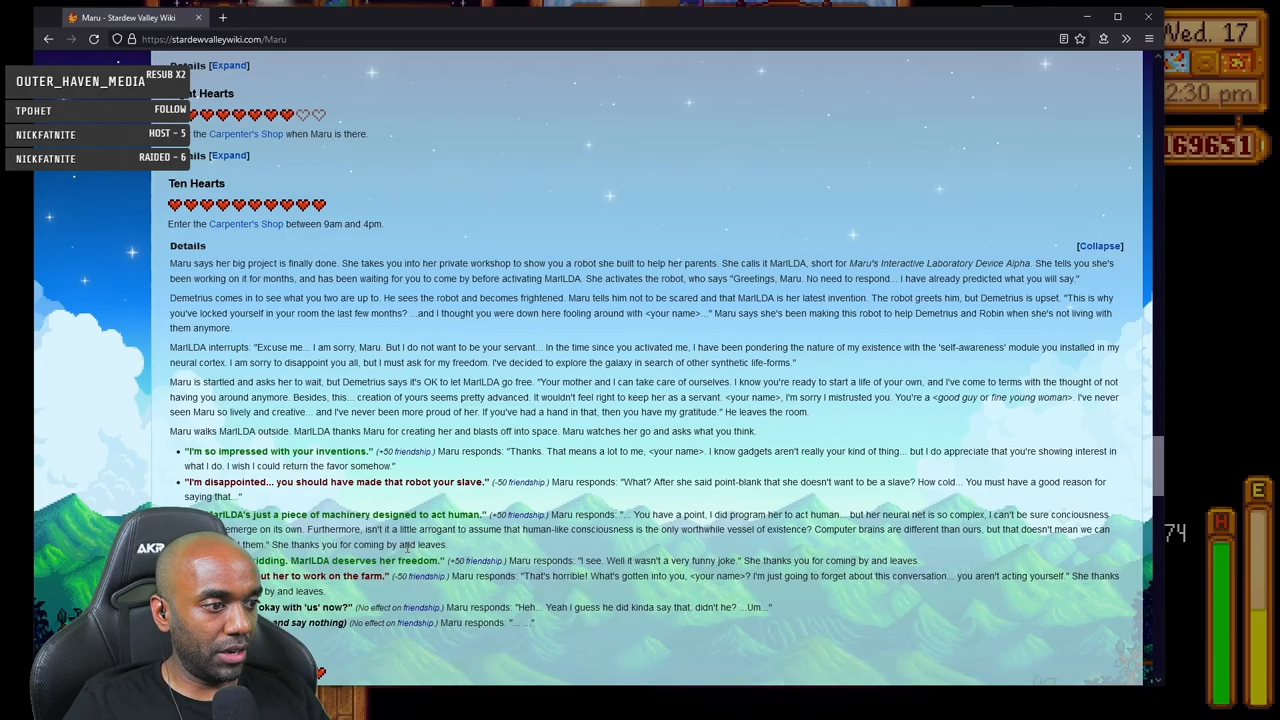 Maru - Stardew Valley Wiki
https://stardewvalleywiki.com/Maru
Wed. 17
2:30 pm
169651
OUTER_HAVEN_MEDIA RESUB X2
TPOHET FOLLOW
NICKFATNITE HOST - 5
NICKFATNITE RAIDED - 6
Details [Expand]
Hearts
the Carpenter's Shop when Maru is there.
[Expand]
Ten Hearts
Enter the Carpenter's Shop between 9am and 4pm.
Details [Collapse]
Maru says her big project is finally done. She takes you into her private workshop to show you a robot she built to help her parents. She calls it MarILDA, short for Maru's Interactive Laboratory Device Alpha. She tells you she's
been working on it for months, and has been waiting for you to come by before activating MarILDA. She activates the robot, who says "Greetings, Maru. No need to respond... I have already predicted what you will say."
Demetrius comes in to see what you two are up to. He sees the robot and becomes frightened. Maru tells him not to be scared and that MarILDA is her latest invention. The robot greets him, but Demetrius is upset. "This is why
you've locked yourself in your room the last few months? ...and I thought you were down here fooling around with <your name>..." Maru says she's been making this robot to help Demetrius and Robin when she's not living with
them anymore.
MarILDA interrupts: "Excuse me... I am sorry, Maru. But I do not want to be your servant... In the time since you activated me, I have been pondering the nature of my existence with the 'self-awareness' module you installed in my
neural cortex. I am sorry to disappoint you all, but I must ask for my freedom. I've decided to explore the galaxy in search of other synthetic life-forms."
Maru is startled and asks her to wait, but Demetrius says it's OK to let MarILDA go free. "Your mother and I can take care of ourselves. I know you're ready to start a life of your own, and I've come to terms with the thought of not
having you around anymore. Besides, this... creation of yours seems pretty advanced. It wouldn't feel right to keep her as a servant. <your name>, I'm sorry I mistrusted you. You're a <good guy or fine young woman>. I've never
seen Maru so lively and creative... and I've never been more proud of her. If you've had a hand in that, then you have my gratitude." He leaves the room.
Maru walks MarILDA outside. MarILDA thanks Maru for creating her and blasts off into space. Maru watches her go and asks what you think.
• "I'm so impressed with your inventions." (+50 friendship.) Maru responds: "Thanks. That means a lot to me, <your name>. I know gadgets aren't really your kind of thing... but I do appreciate that you're showing interest in
what I do. I wish I could return the favor somehow."
• "I'm disappointed... you should have made that robot your slave." (-50 friendship.) Maru responds: "What? After she said point-blank that she doesn't want to be a slave? How cold... You must have a good reason for
saying that..."
MarILDA's just a piece of machinery designed to act human." (+50 friendship.) Maru responds: "... You have a point, I did program her to act human... but her neural net is so complex, I can't be sure consciousness
emerge on its own. Furthermore, isn't it a little arrogant to assume that human-like consciousness is the only worthwhile vessel of existence? Computer brains are different than ours, but that doesn't mean we can
them." She thanks you for coming by and leaves.
MarILDA deserves her freedom." (+50 friendship.) Maru responds: "I see. Well it wasn't a very funny joke." She thanks you for coming by and leaves.
her to work on the farm." (-50 friendship.) Maru responds: "That's horrible! What's gotten into you, <your name>? I'm just going to forget about this conversation... you aren't acting yourself." She thanks
by and leaves.
okay with 'us' now?" (No effect on friendship.) Maru responds: "Heh... Yeah I guess he did kinda say that, didn't he? ...Um..."
and say nothing) (No effect on friendship.) Maru responds: "... ..."
E
H
74
AKR